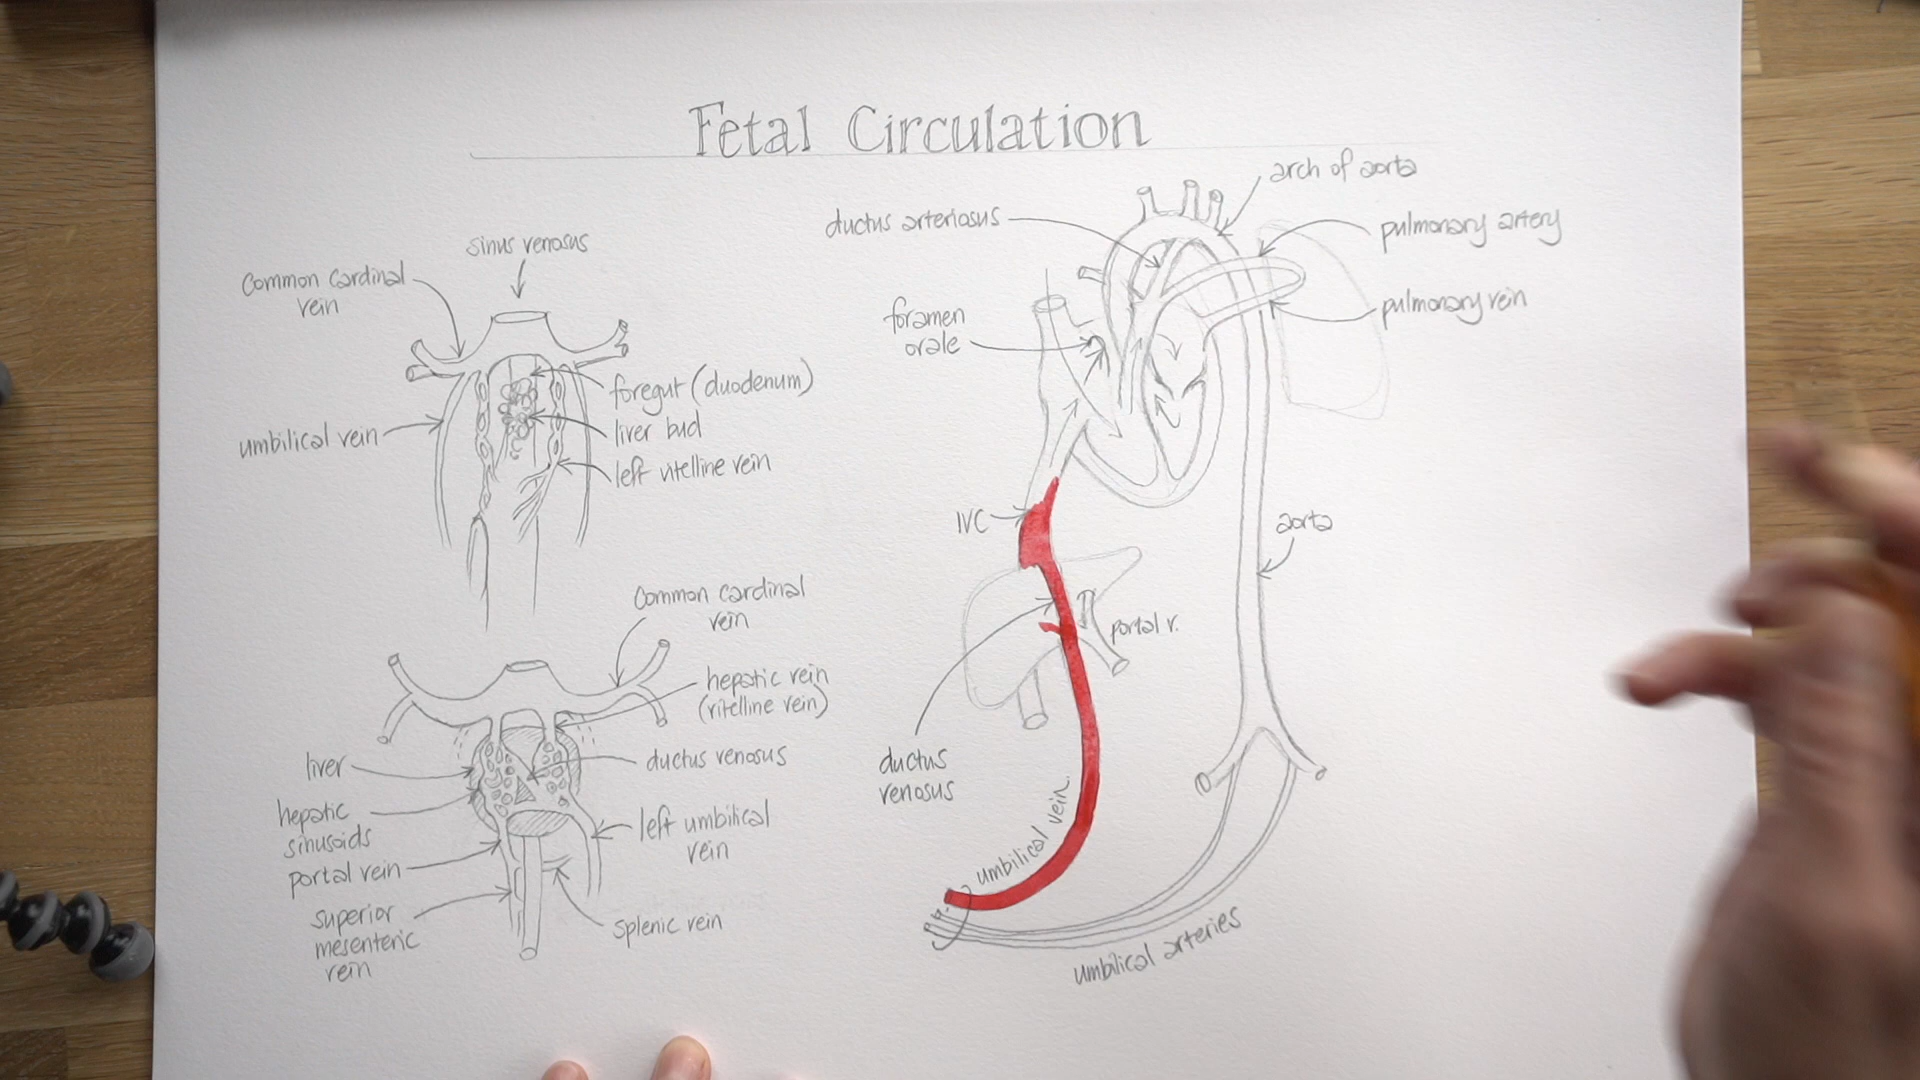 Fetal Circulation
sinus venosus
Common cardinal
vein
umbilical vein
foregut (duodenum)
liver bud
left vitelline vein
Common cardinal
vein
hepatic vein
(vitelline vein)
ductus venosus
left umbilical
vein
splenic vein
liver
hepatic
sinusoids
portal vein
superior
mesenteric
vein
arch of aorta
ductus arteriosus
pulmonary artery
pulmonary vein
foramen
ovale
IVC
aorta
portal v.
ductus
venosus
umbilical vein.
umbilical arteries